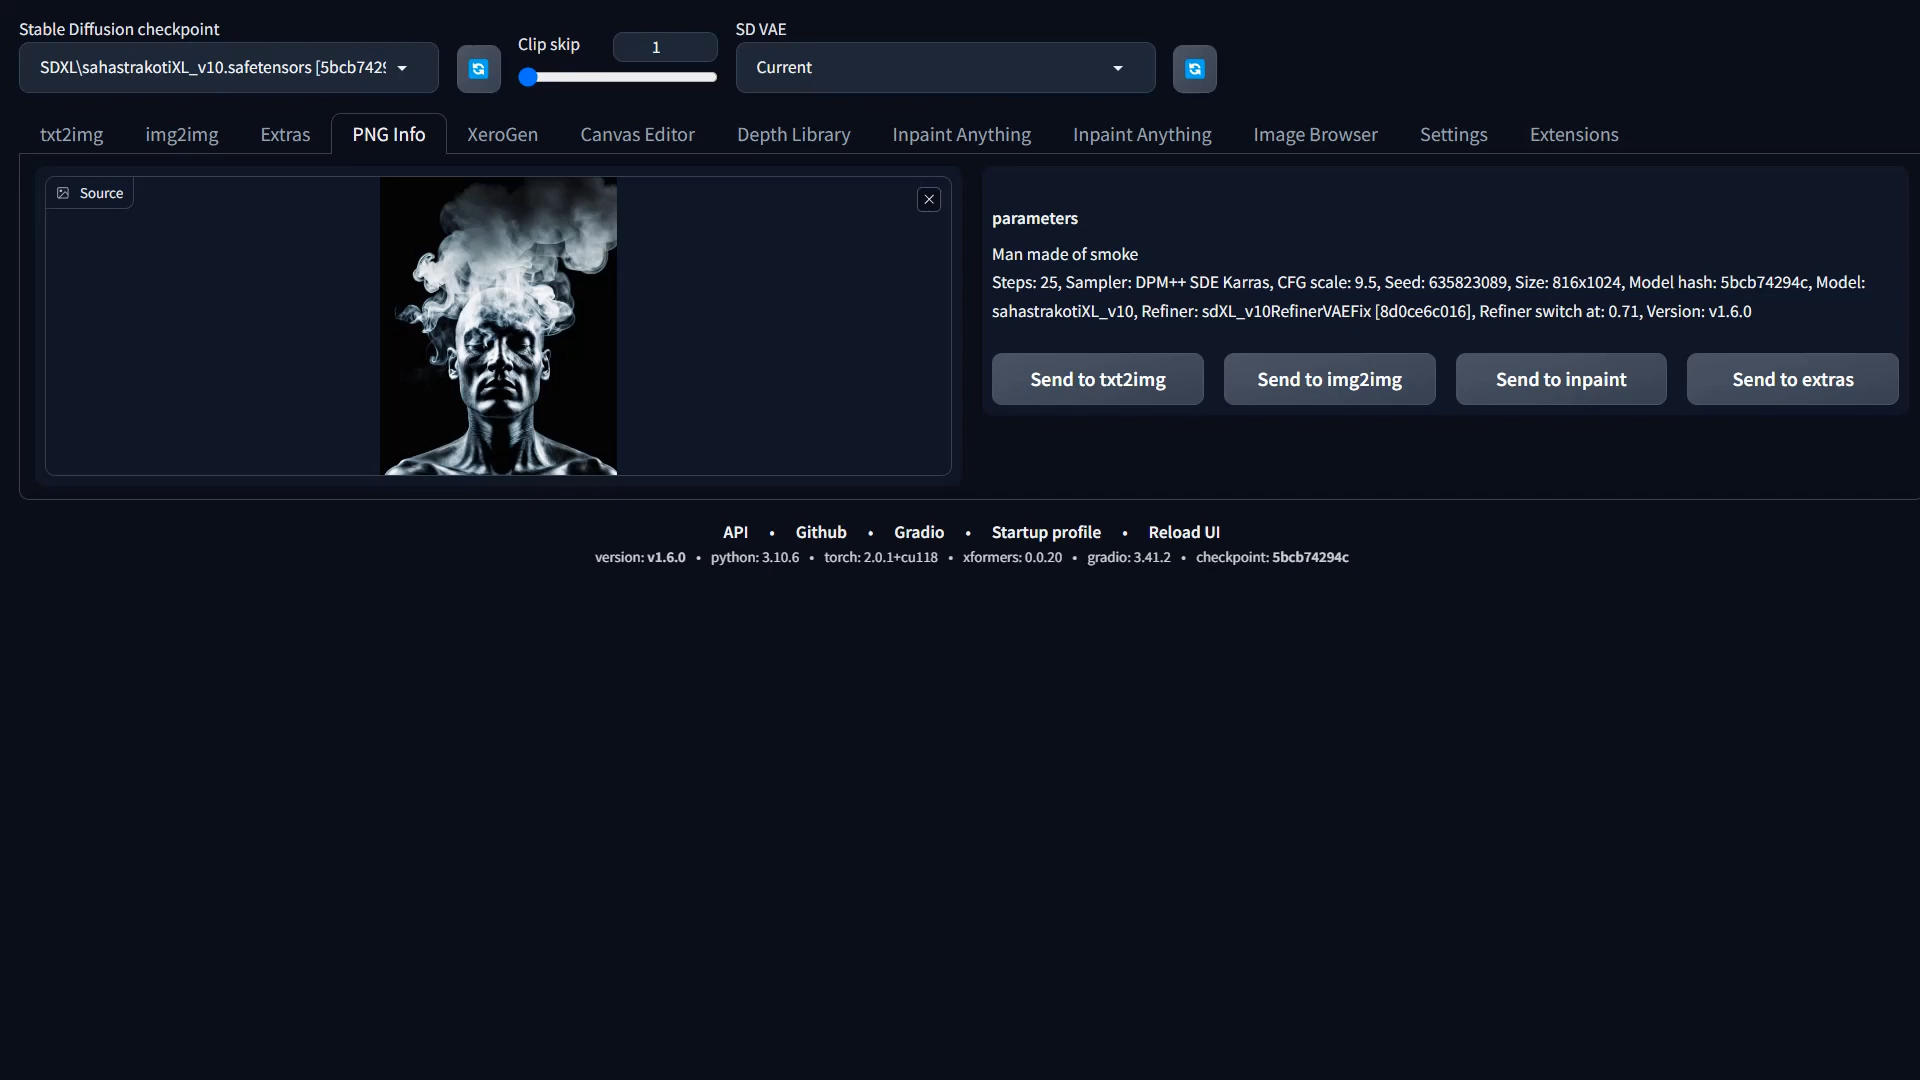 Stable Diffusion checkpoint
SDXL\sahastrakotiXL_v10.safetensors [5bcb7429
Clip skip
1
SD VAE
Current
txt2img
img2img
Extras
PNG Info
XeroGen
Canvas Editor
Depth Library
Inpaint Anything
Inpaint Anything
Image Browser
Settings
Extensions
Source
parameters
Man made of smoke
Steps: 25, Sampler: DPM++ SDE Karras, CFG scale: 9.5, Seed: 635823089, Size: 816x1024, Model hash: 5bcb74294c, Model:
sahastrakotiXL_v10, Refiner: sdXL_v10RefinerVAEFix [8d0ce6c016], Refiner switch at: 0.71, Version: v1.6.0
Send to txt2img
Send to img2img
Send to inpaint
Send to extras
API • Github • Gradio • Startup profile • Reload UI
version: v1.6.0 • python: 3.10.6 • torch: 2.0.1+cu118 • xformers: 0.0.20 • gradio: 3.41.2 • checkpoint: 5bcb74294c